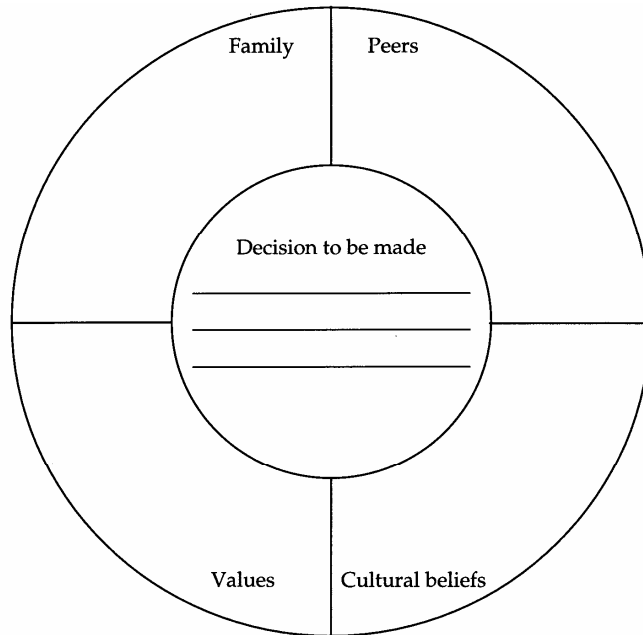 Family
Peers
Decision to be made
Values
Cultural beliefs